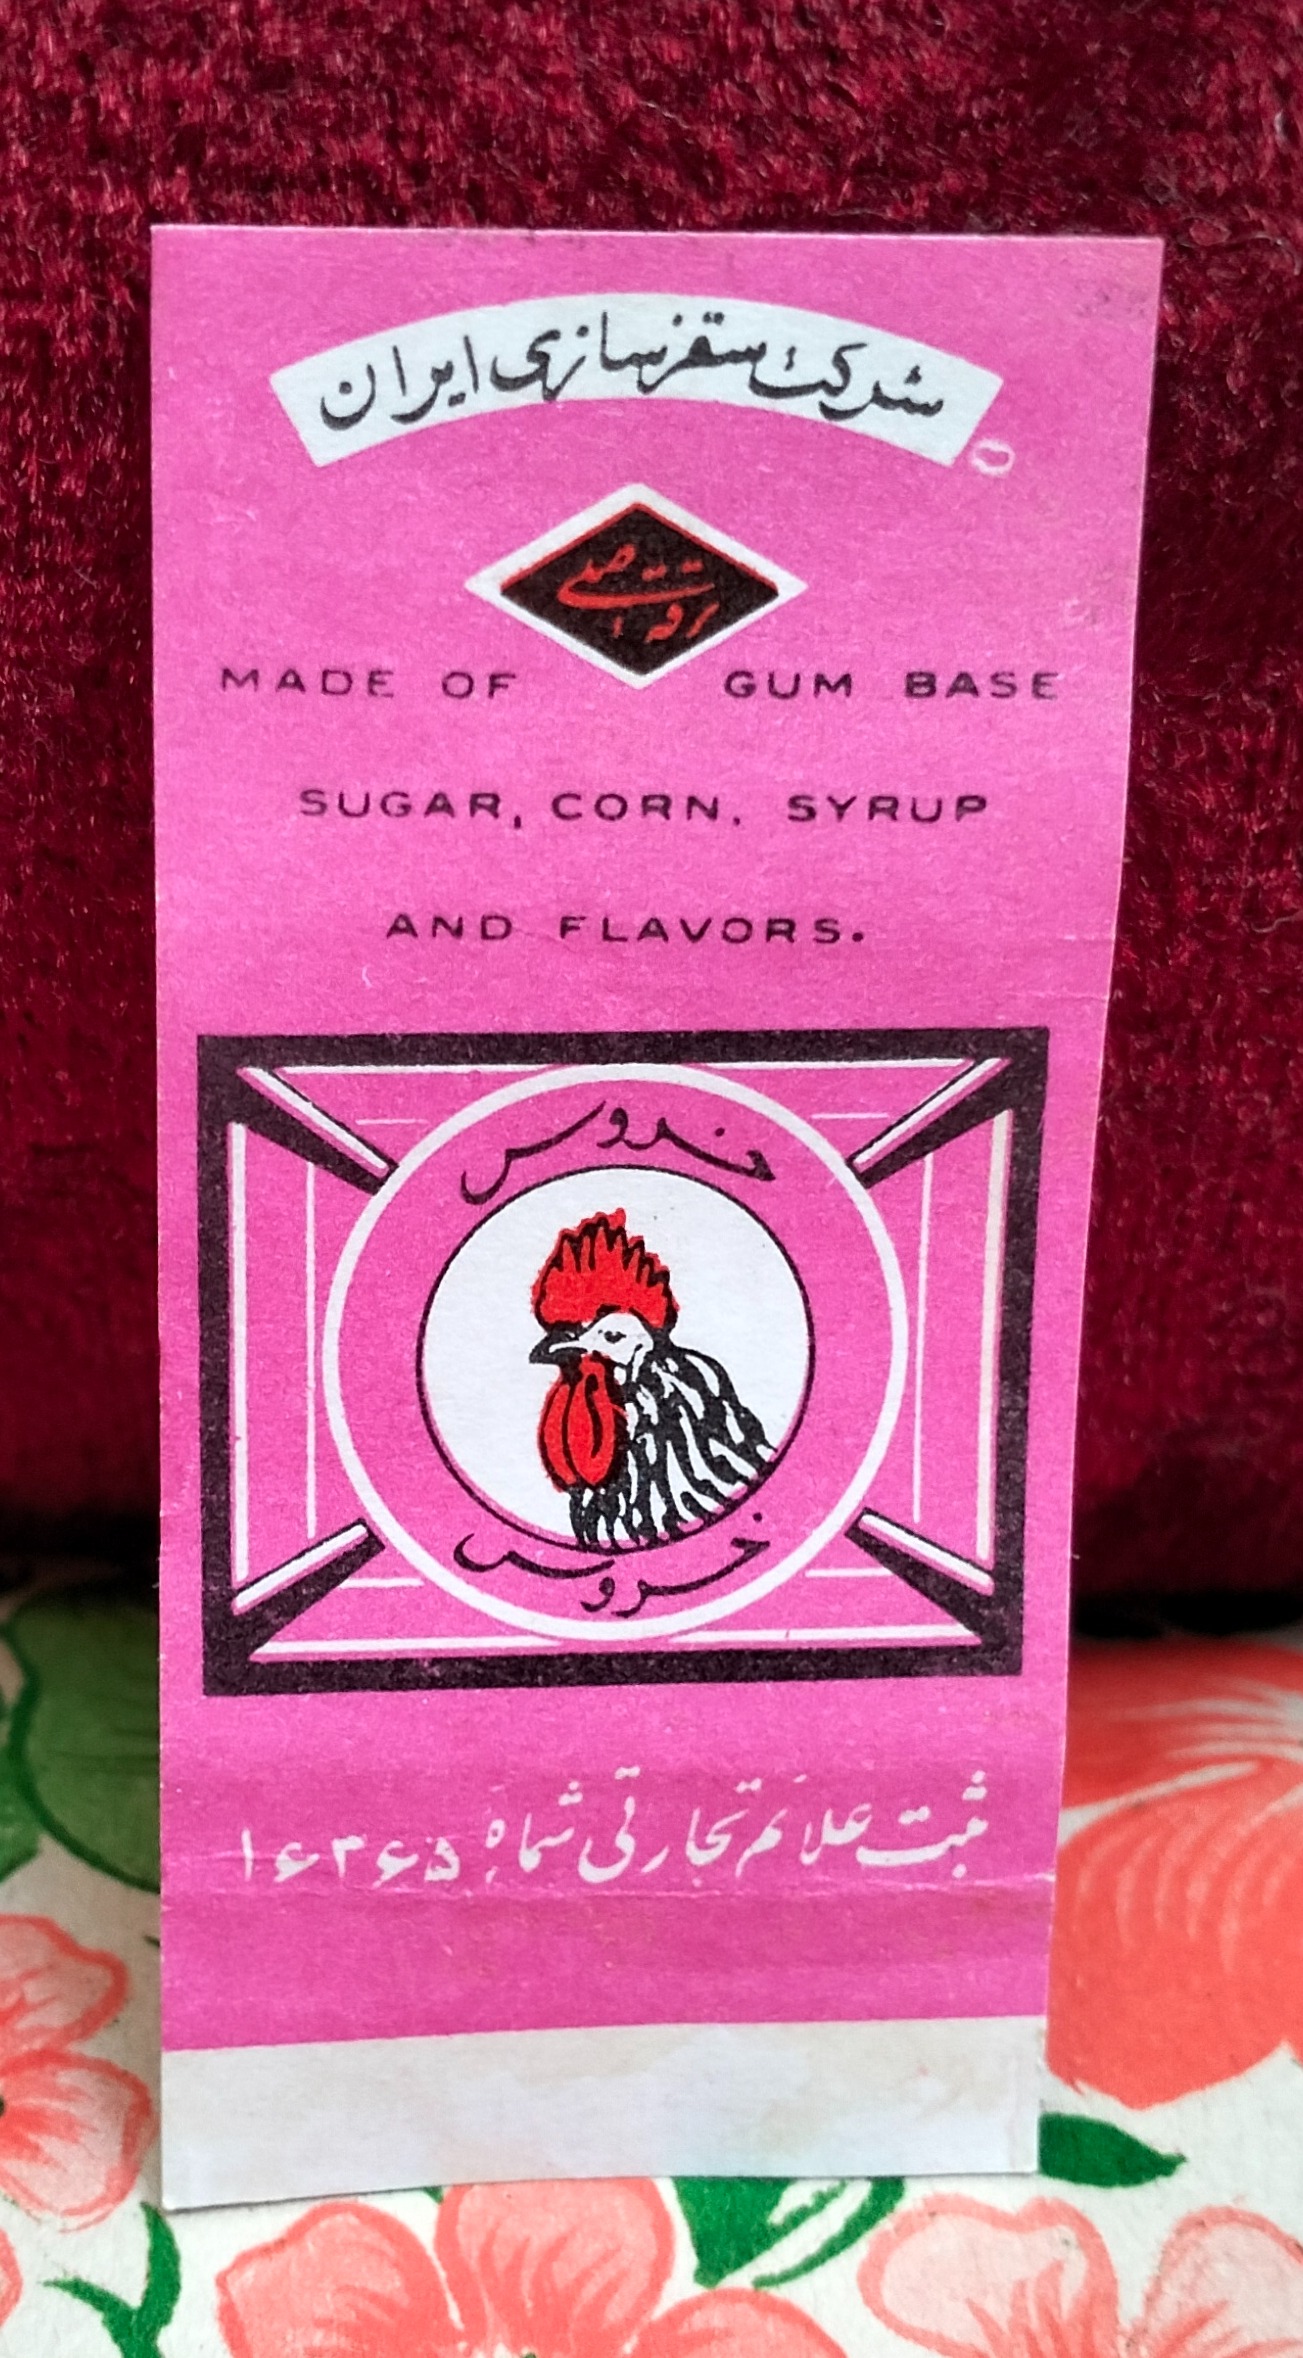 شرکت سقزسازی ایران
ترقه اصلی
MADE OF GUM BASE
SUGAR, CORN. SYRUP
AND FLAVORS.
خروس
خروس
ثبت علائم تجارتی شماره ۱۶۳۶۵